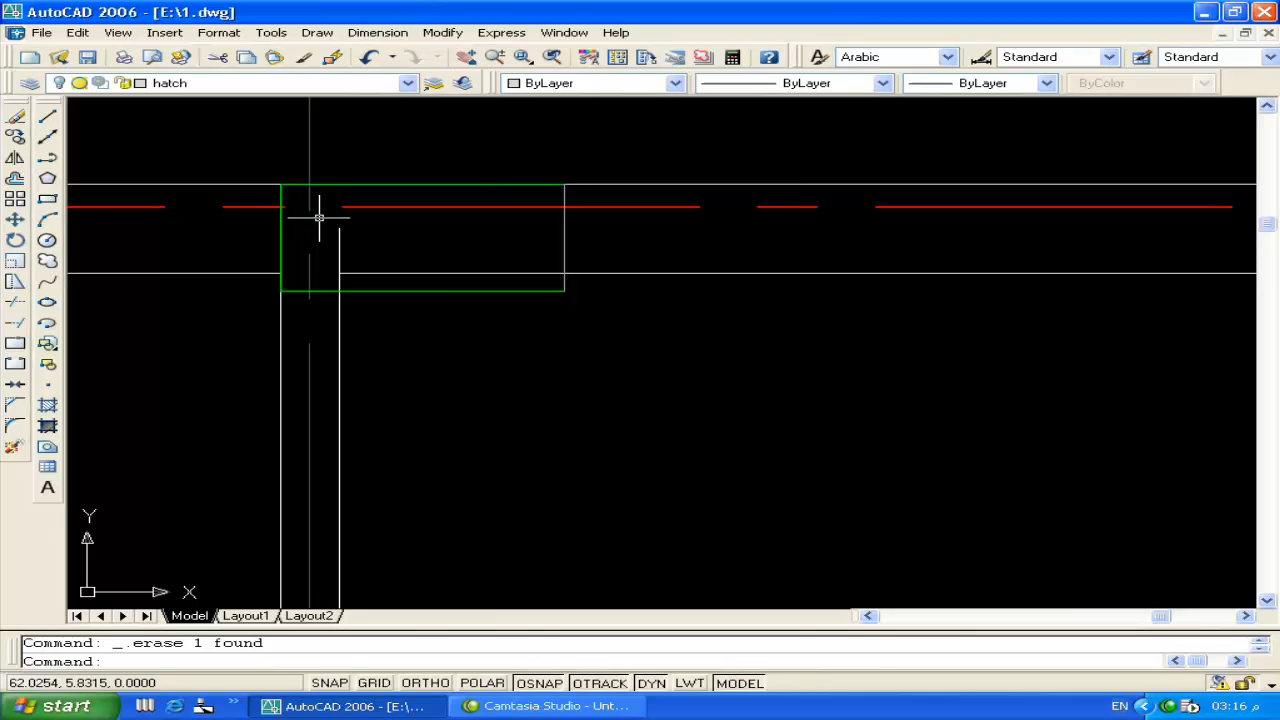 AutoCAD 2006 - [E:\1.dwg]
File Edit View Insert Format Tools Draw Dimension Modify Express Window Help
Arabic Standard Standard
hatch ByLayer ByLayer ByLayer ByColor
A
Y
X
Model Layout1 Layout2
Command: _.erase 1 found
Command:
62.0254, 5.8315, 0.0000 SNAP GRID ORTHO POLAR OSNAP OTRACK DYN LWT MODEL
start AutoCAD 2006 - [E:\... Camtasia Studio - Unt... EN 03:16 م